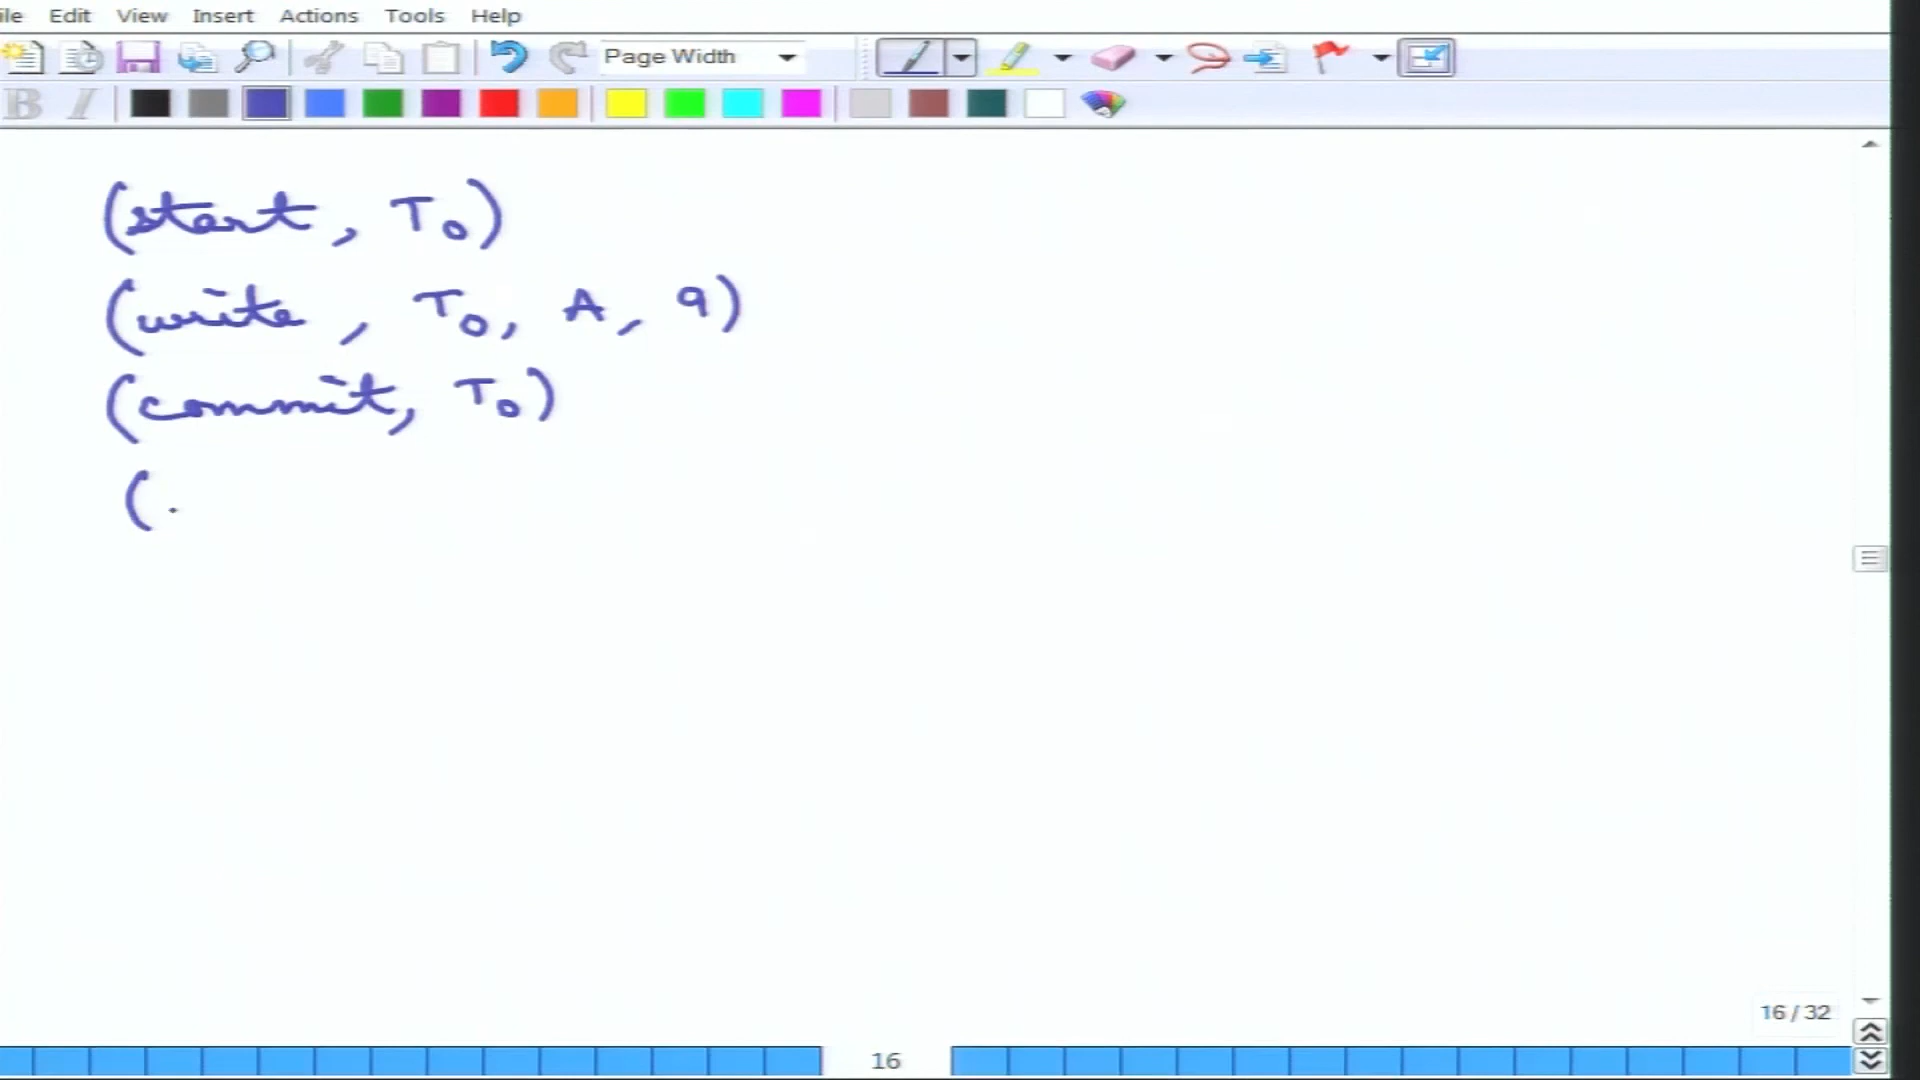 ile Edit View Insert Actions Tools Help
Page Width
B I
(start, T₀)
(write, T₀, A, 9)
(commit, T₀)
(.
16 / 32
16